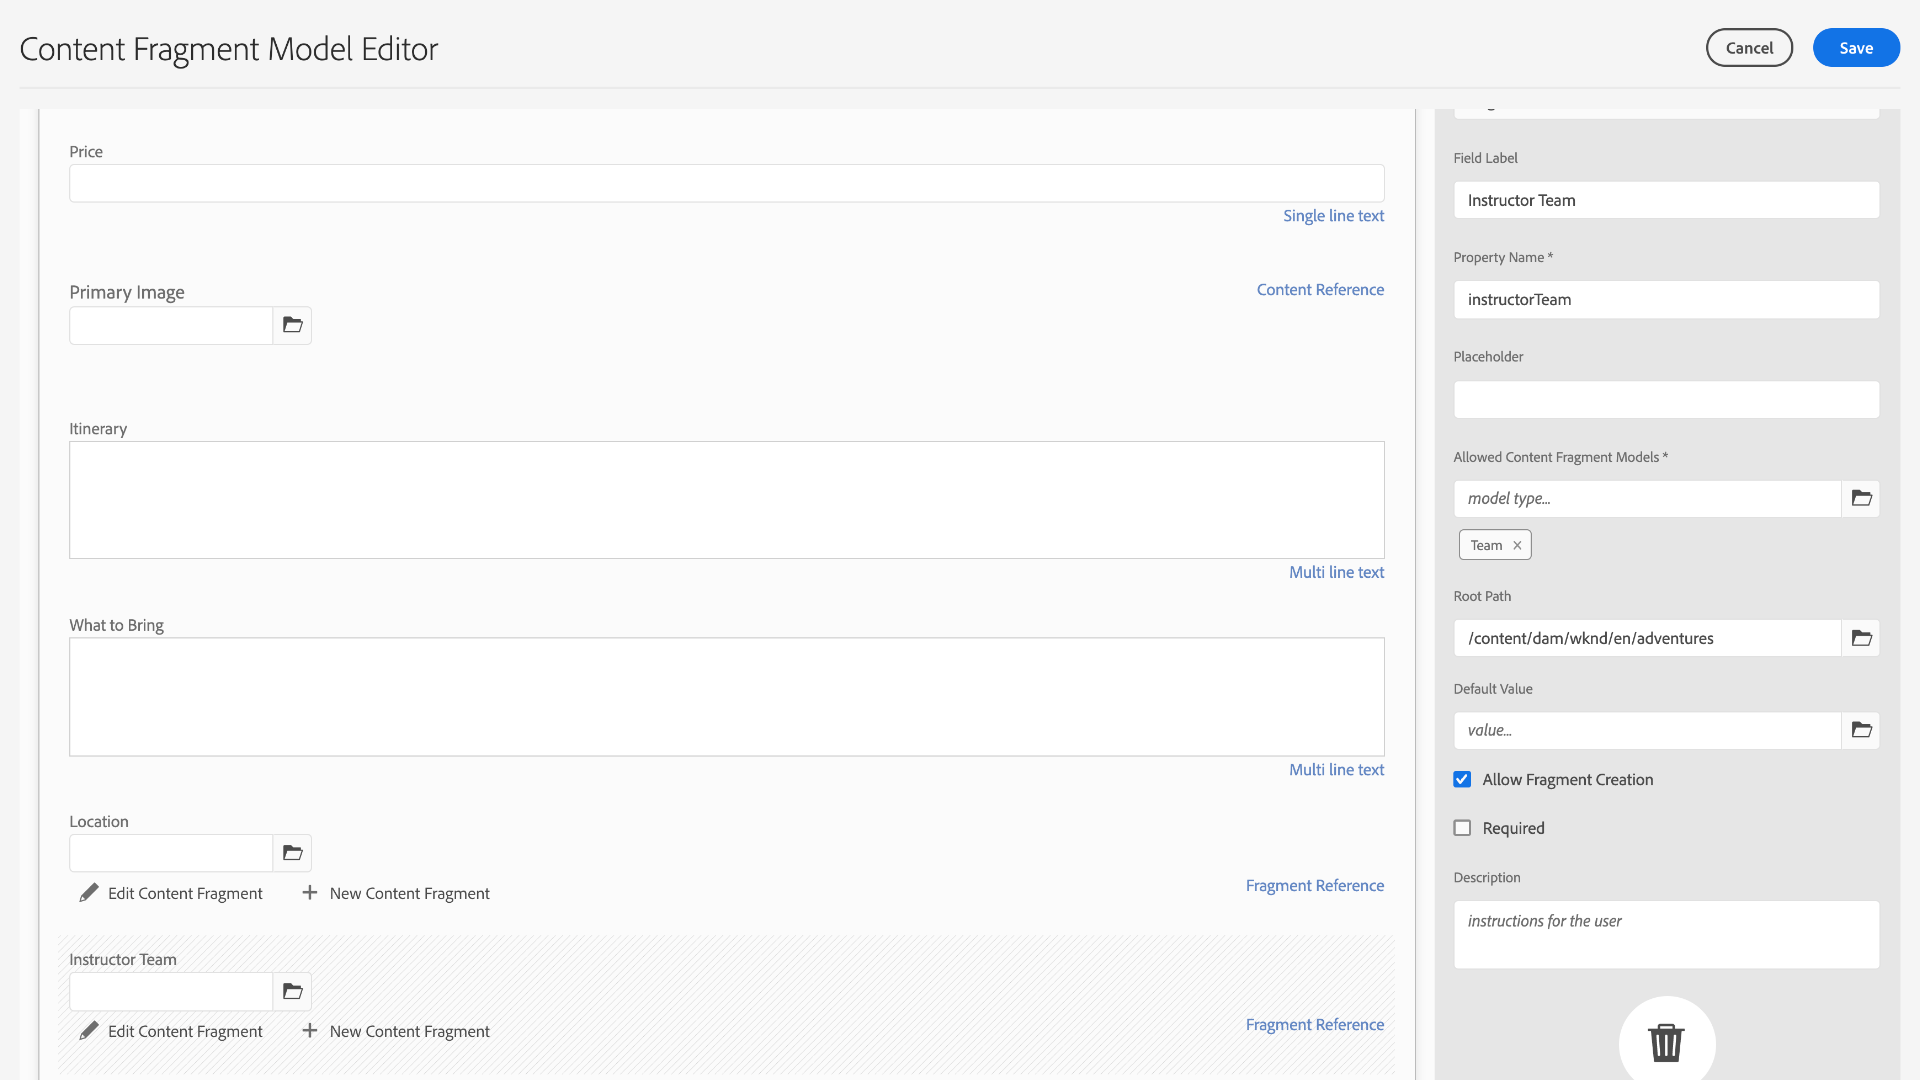 Content Fragment Model Editor
Cancel
Save
Price
Single line text
Primary Image
Content Reference
Itinerary
Multi line text
What to Bring
Multi line text
Location
Edit Content Fragment
New Content Fragment
Fragment Reference
Instructor Team
Edit Content Fragment
New Content Fragment
Fragment Reference
Field Label
Instructor Team
Property Name *
instructorTeam
Placeholder
Allowed Content Fragment Models *
model type...
Team ×
Root Path
/content/dam/wknd/en/adventures
Default Value
value...
Allow Fragment Creation
Required
Description
instructions for the user